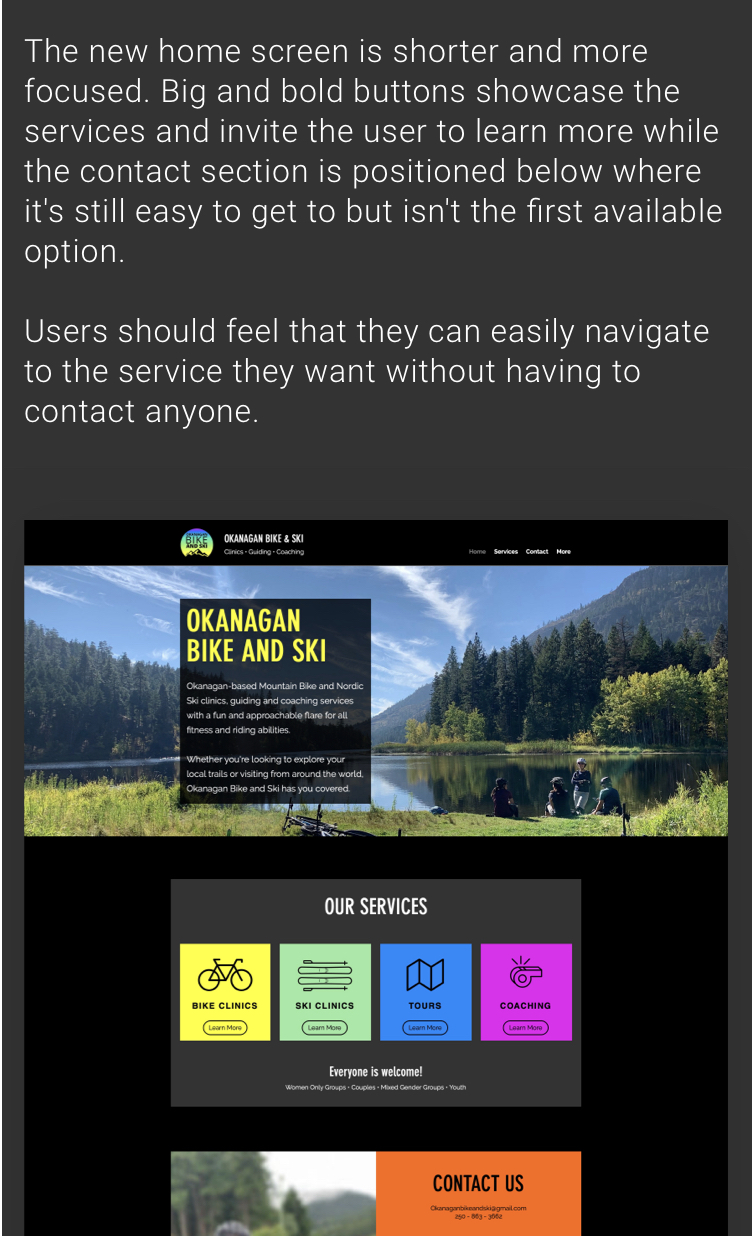 The new home screen is shorter and more
focused. Big and bold buttons showcase the
services and invite the user to learn more while
the contact section is positioned below where
it's still easy to get to but isn't the first available
option.
Users should feel that they can easily navigate
to the service they want without having to
contact anyone.
BIKE
AND SKI
OKANAGAN BIKE & SKI
Clinics • Guiding • Coaching
Home Services Contact More
OKANAGAN
BIKE AND SKI
Okanagan-based Mountain Bike and Nordic
Ski clinics, guiding and coaching services
with a fun and approachable flare for all
fitness and riding abilities.
Whether you're looking to explore your
local trails or visiting from around the world,
Okanagan Bike and Ski has you covered.
OUR SERVICES
BIKE CLINICS SKI CLINICS TOURS COACHING
Learn More Learn More Learn More Learn More
Everyone is welcome!
Women Only Groups • Couples • Mixed Gender Groups • Youth
CONTACT US
Okanaganbikeandski@gmail.com
250 - 863 - 3662